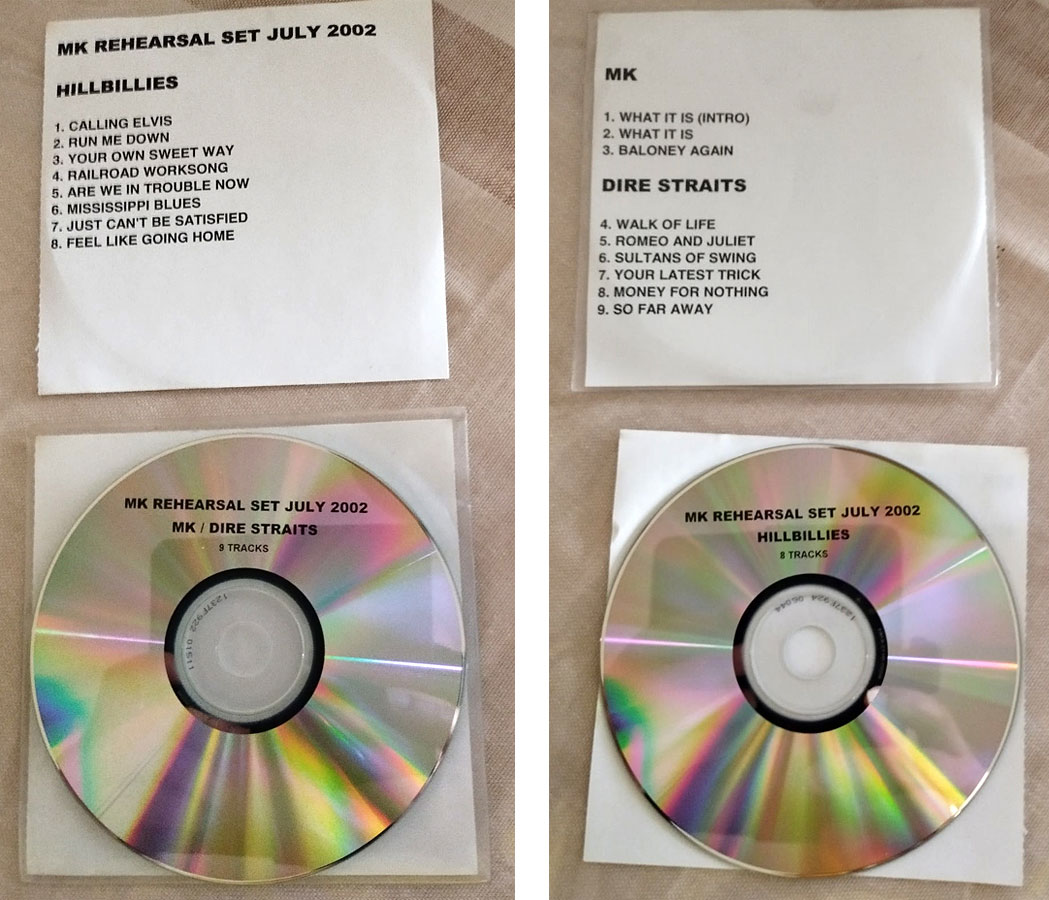 MK REHEARSAL SET JULY 2002
HILLBILLIES
1. CALLING ELVIS
2. RUN ME DOWN
3. YOUR OWN SWEET WAY
4. RAILROAD WORKSONG
5. ARE WE IN TROUBLE NOW
6. MISSISSIPPI BLUES
7. JUST CAN'T BE SATISFIED
8. FEEL LIKE GOING HOME
MK REHEARSAL SET JULY 2002
MK / DIRE STRAITS
9 TRACKS
1237F922 01511
MK
1. WHAT IT IS (INTRO)
2. WHAT IT IS
3. BALONEY AGAIN
DIRE STRAITS
4. WALK OF LIFE
5. ROMEO AND JULIET
6. SULTANS OF SWING
7. YOUR LATEST TRICK
8. MONEY FOR NOTHING
9. SO FAR AWAY
MK REHEARSAL SET JULY 2002
HILLBILLIES
8 TRACKS
1237F924 06044